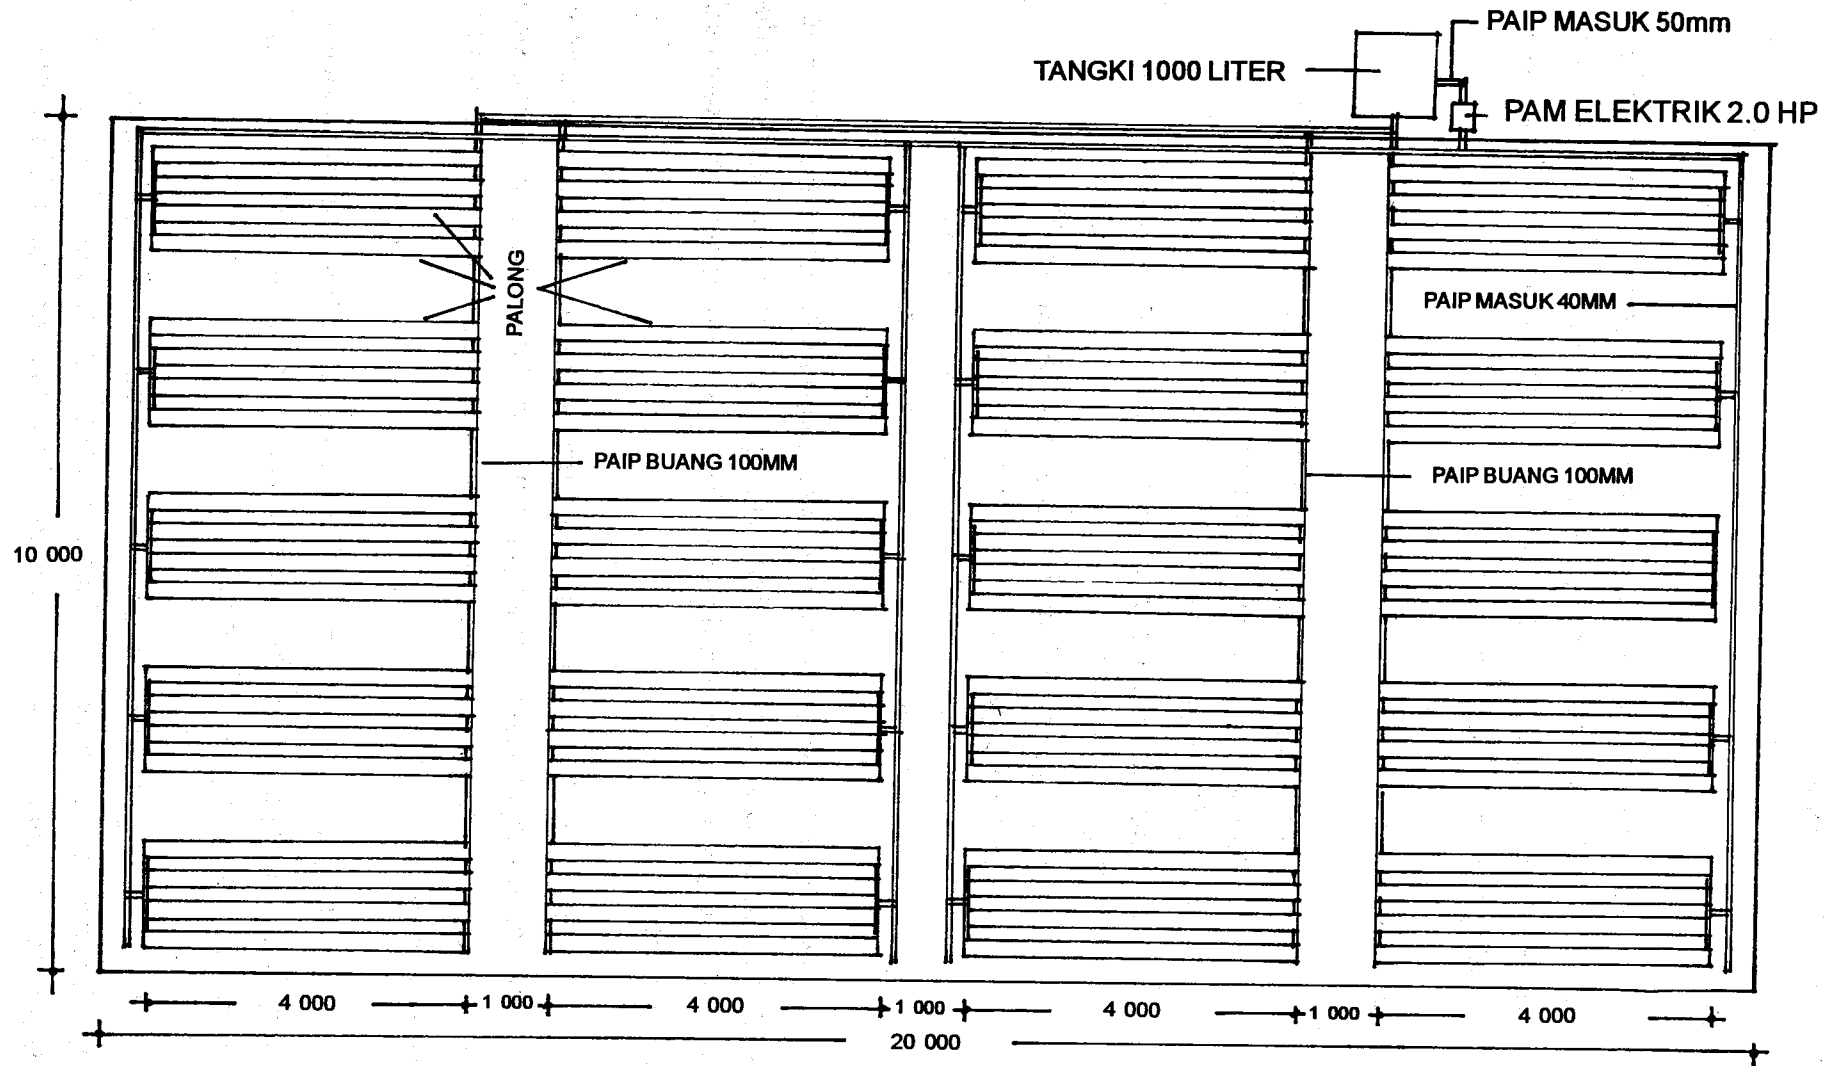 PAIP MASUK 50mm
TANGKI 1000 LITER
PAM ELEKTRIK 2.0 HP
PALONG
PAIP MASUK 40MM
PAIP BUANG 100MM
PAIP BUANG 100MM
10 000
4 000
1 000
4 000
1 000
4 000
1 000
4 000
20 000